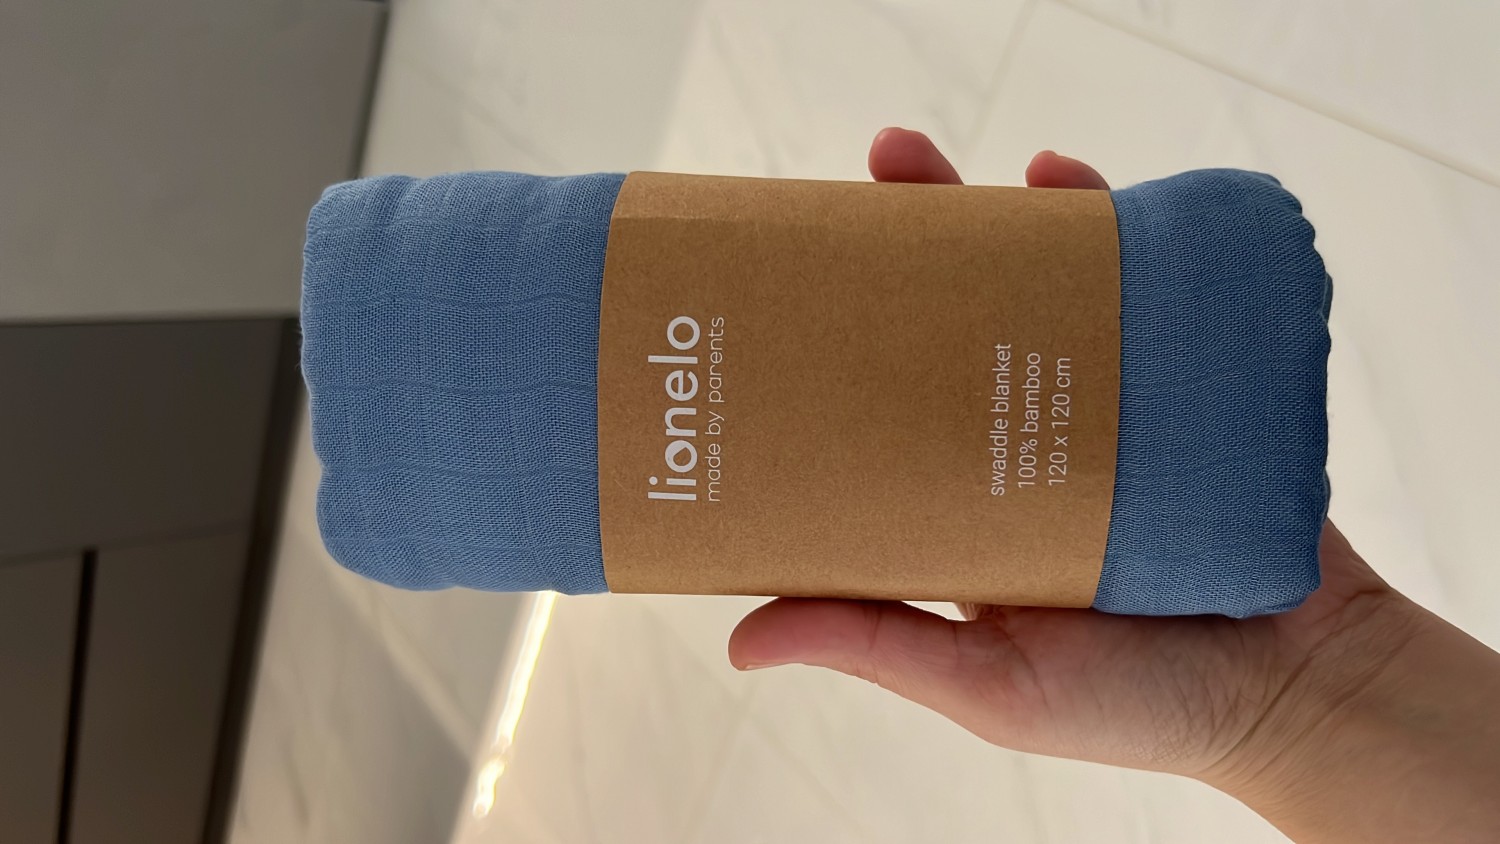 lionelo
made by parents
swaddle blanket
100% bamboo
120 x 120 cm